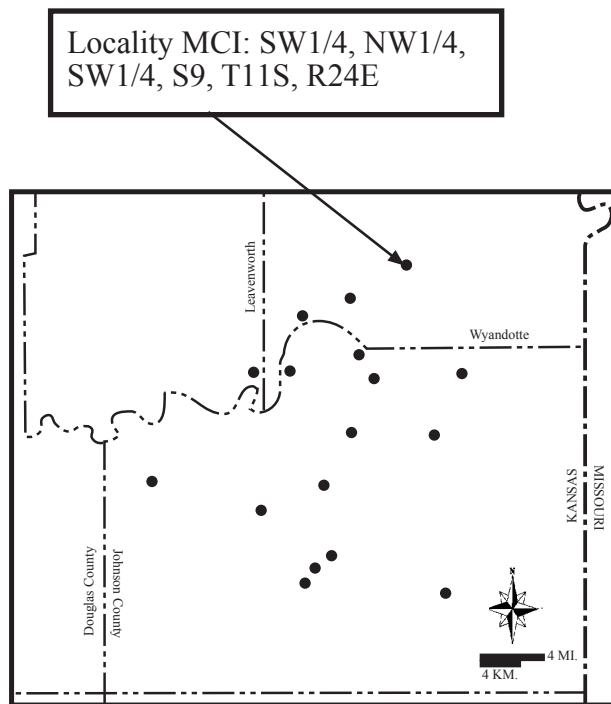 Locality MCI: SW1/4, NW1/4,
SW1/4, S9, T11S, R24E
Leavenworth
Wyandotte
KANSAS
MISSOURI
Douglas County
Johnson County
N
4 MI.
4 KM.